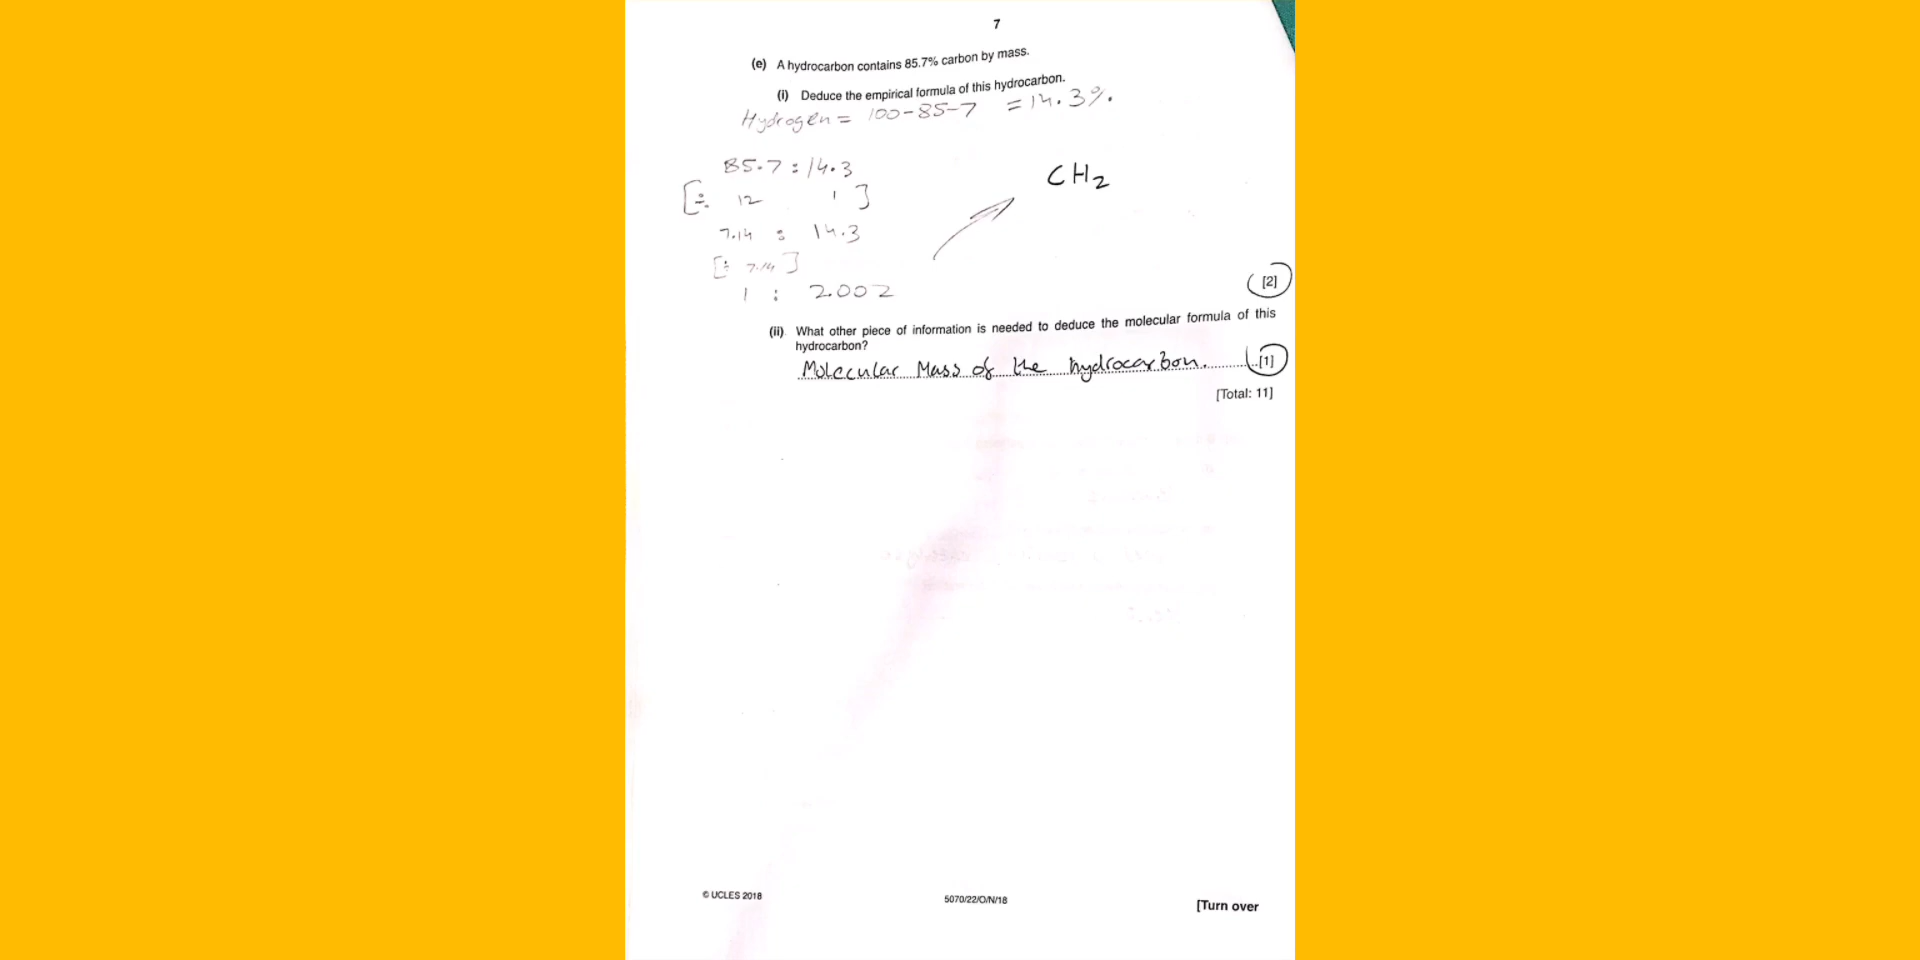 7
(e) A hydrocarbon contains 85.7% carbon by mass.
(i) Deduce the empirical formula of this hydrocarbon.
Hydrogen = 100-85-7 = 14.3%.
85.7 : 14.3
CH2
[÷ 12 1 ]
7.14 : 14.3
[÷ 7.14 ]
1 : 2.002
[2]
(ii) What other piece of information is needed to deduce the molecular formula of this
hydrocarbon?
Molecular Mass of the hydrocarbon. [1]
[Total: 11]
© UCLES 2018
5070/22/O/N/18
[Turn over